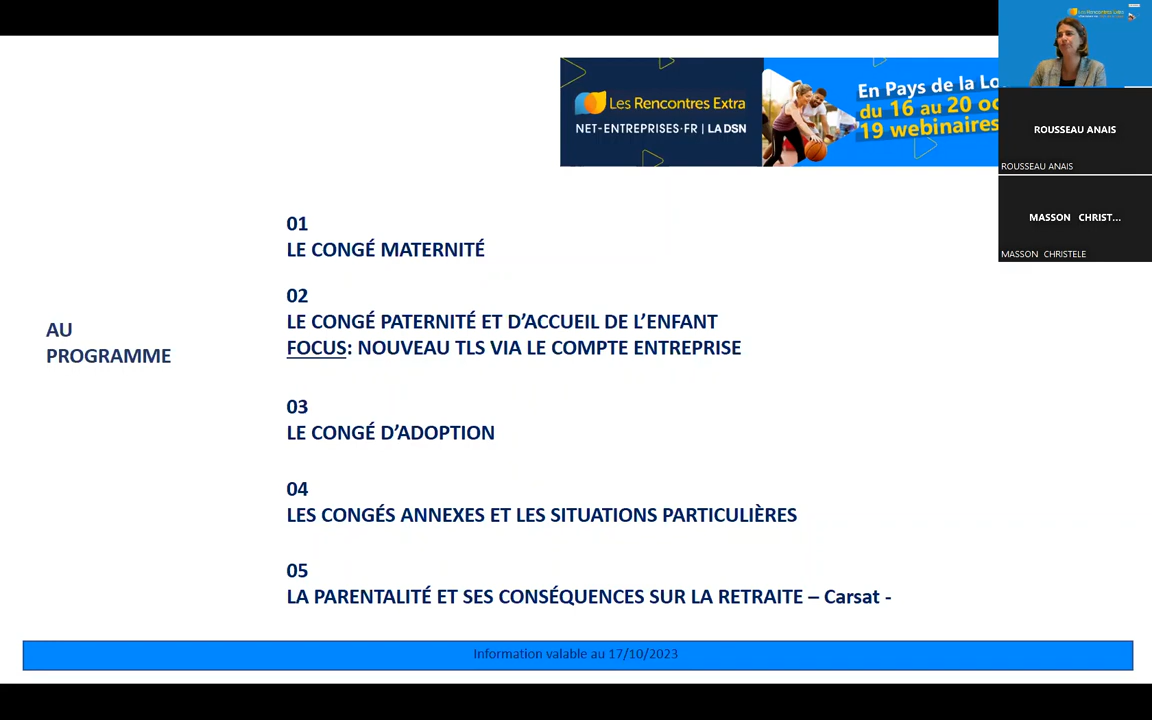 Les Rencontres Extra
NET-ENTREPRISES·FR | LA DSN
En Pays de la Lo
du 16 au 20 oc
19 webinaires
ROUSSEAU ANAIS
ROUSSEAU ANAIS
MASSON CHRIST...
MASSON CHRISTELE
AU
PROGRAMME
01
LE CONGÉ MATERNITÉ
02
LE CONGÉ PATERNITÉ ET D’ACCUEIL DE L’ENFANT
FOCUS: NOUVEAU TLS VIA LE COMPTE ENTREPRISE
03
LE CONGÉ D’ADOPTION
04
LES CONGÉS ANNEXES ET LES SITUATIONS PARTICULIÈRES
05
LA PARENTALITÉ ET SES CONSÉQUENCES SUR LA RETRAITE – Carsat -
Information valable au 17/10/2023